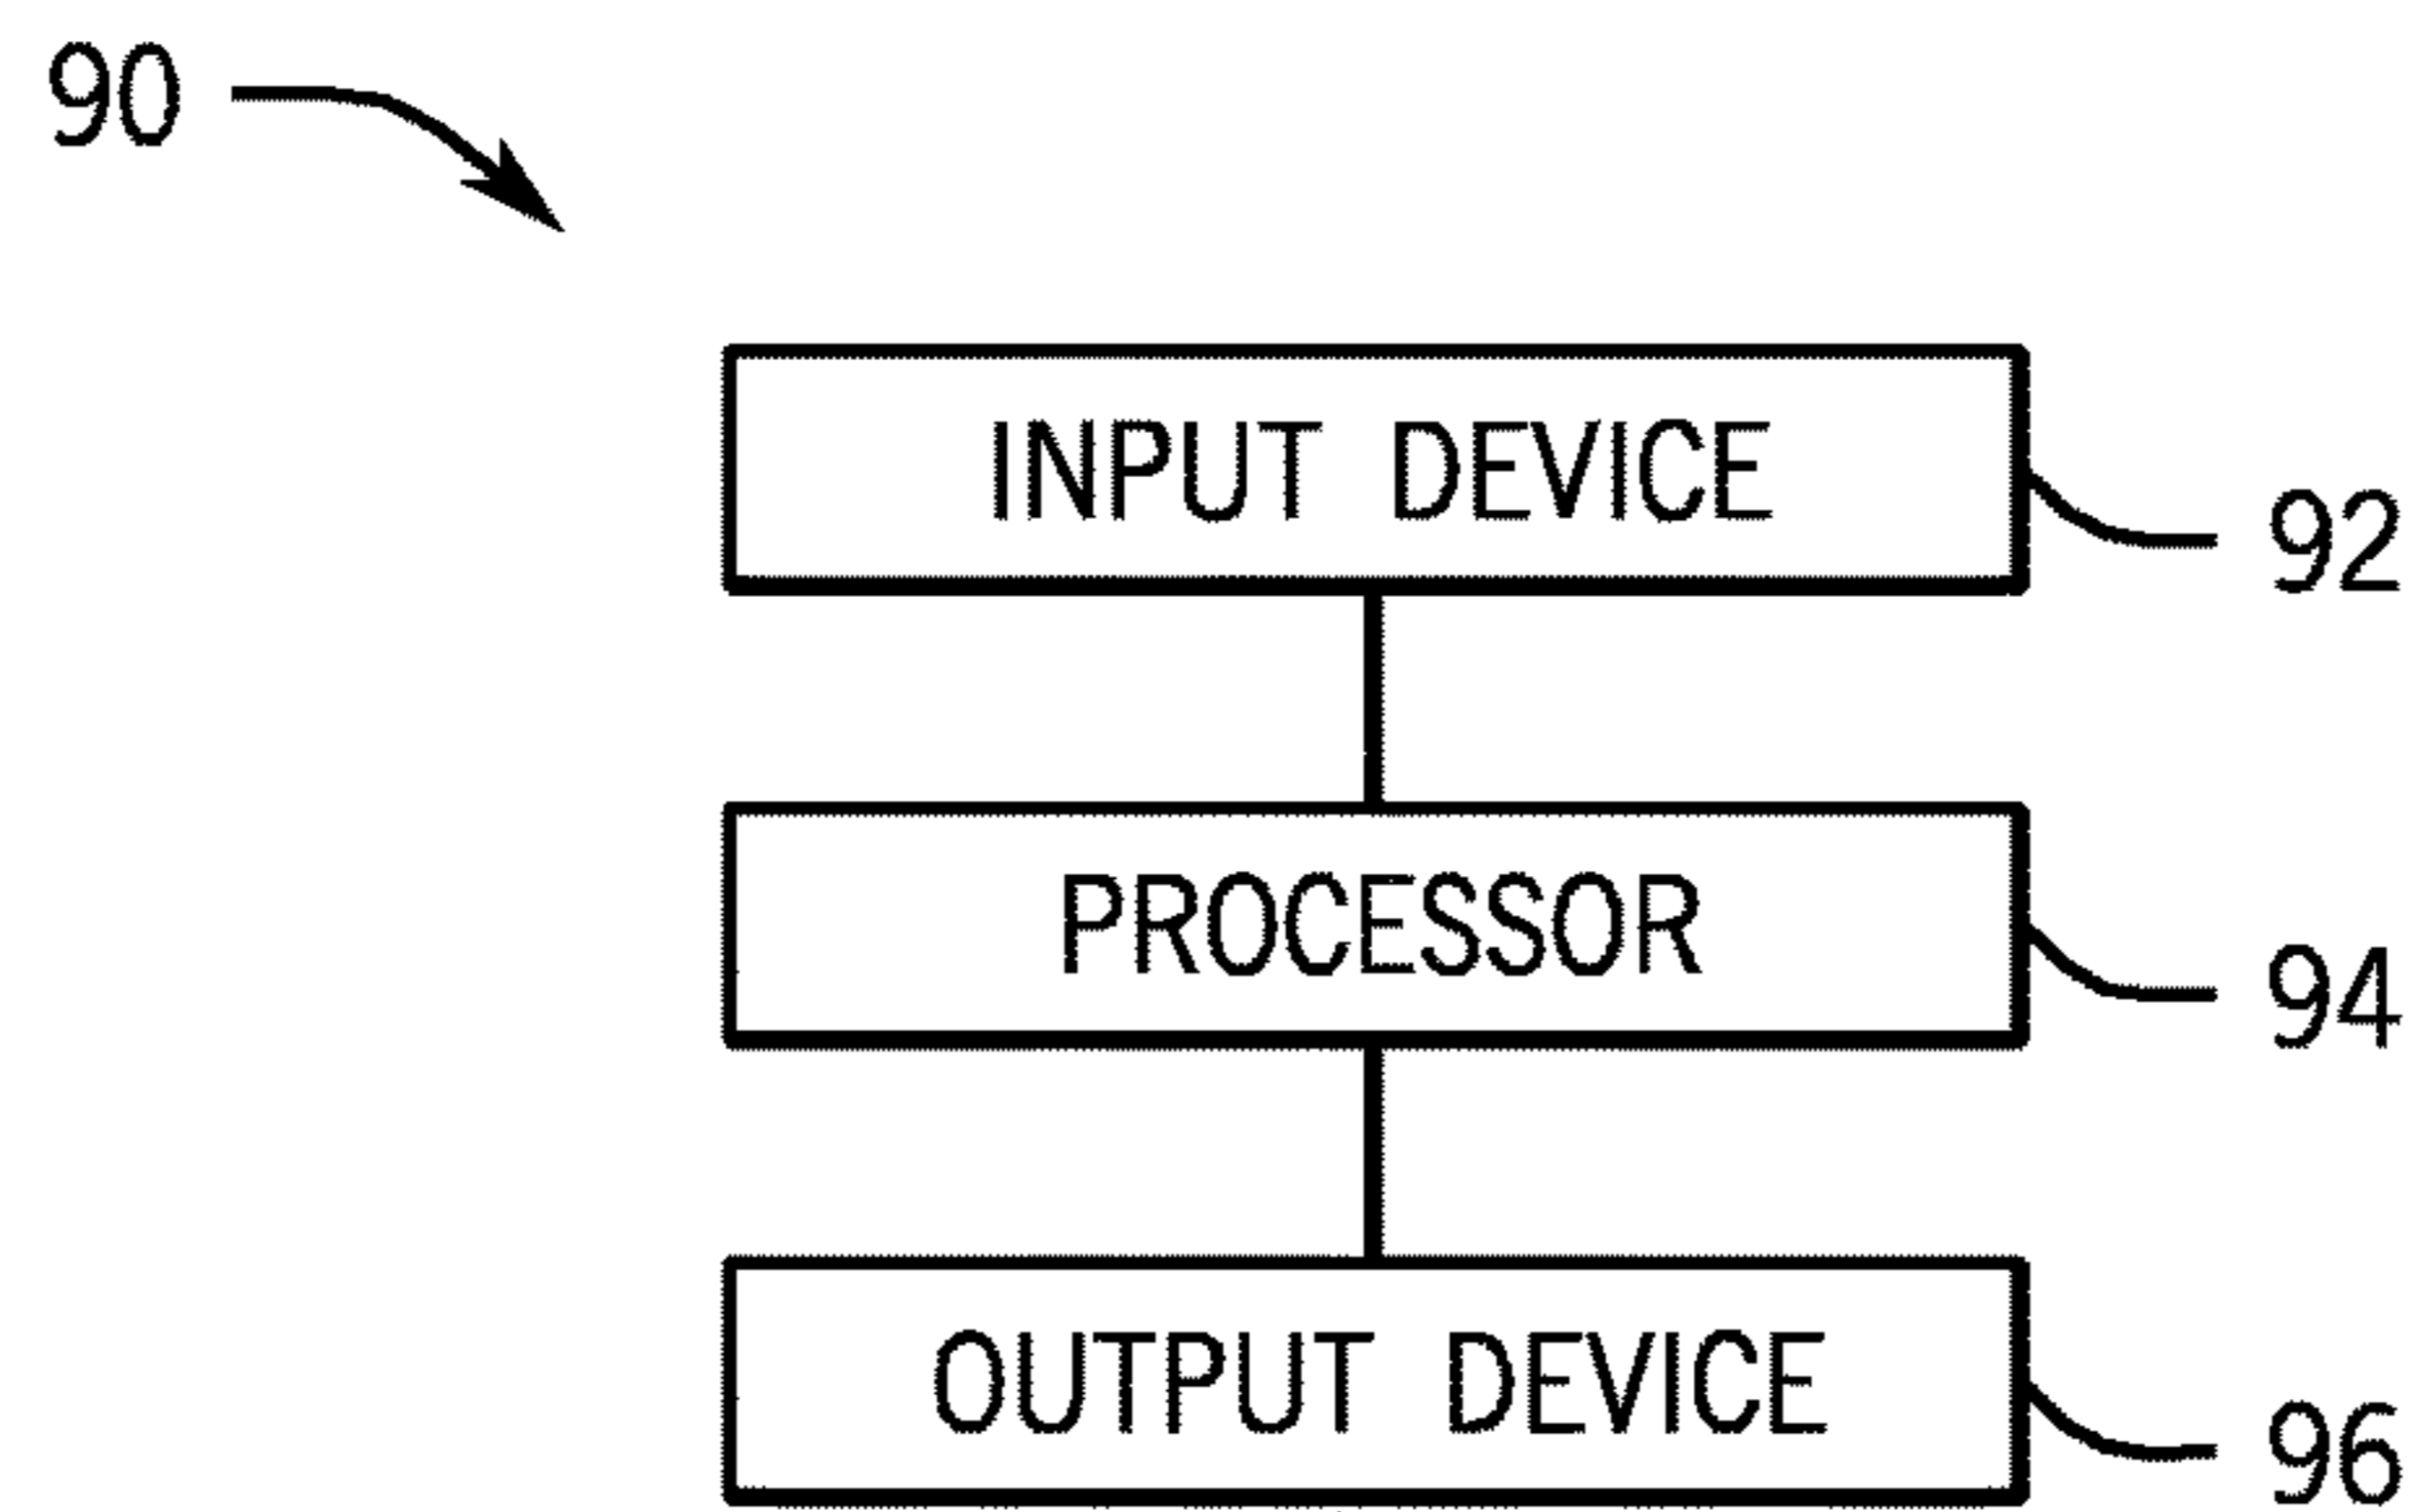 90
INPUT DEVICE
92
PROCESSOR
94
OUTPUT DEVICE
96